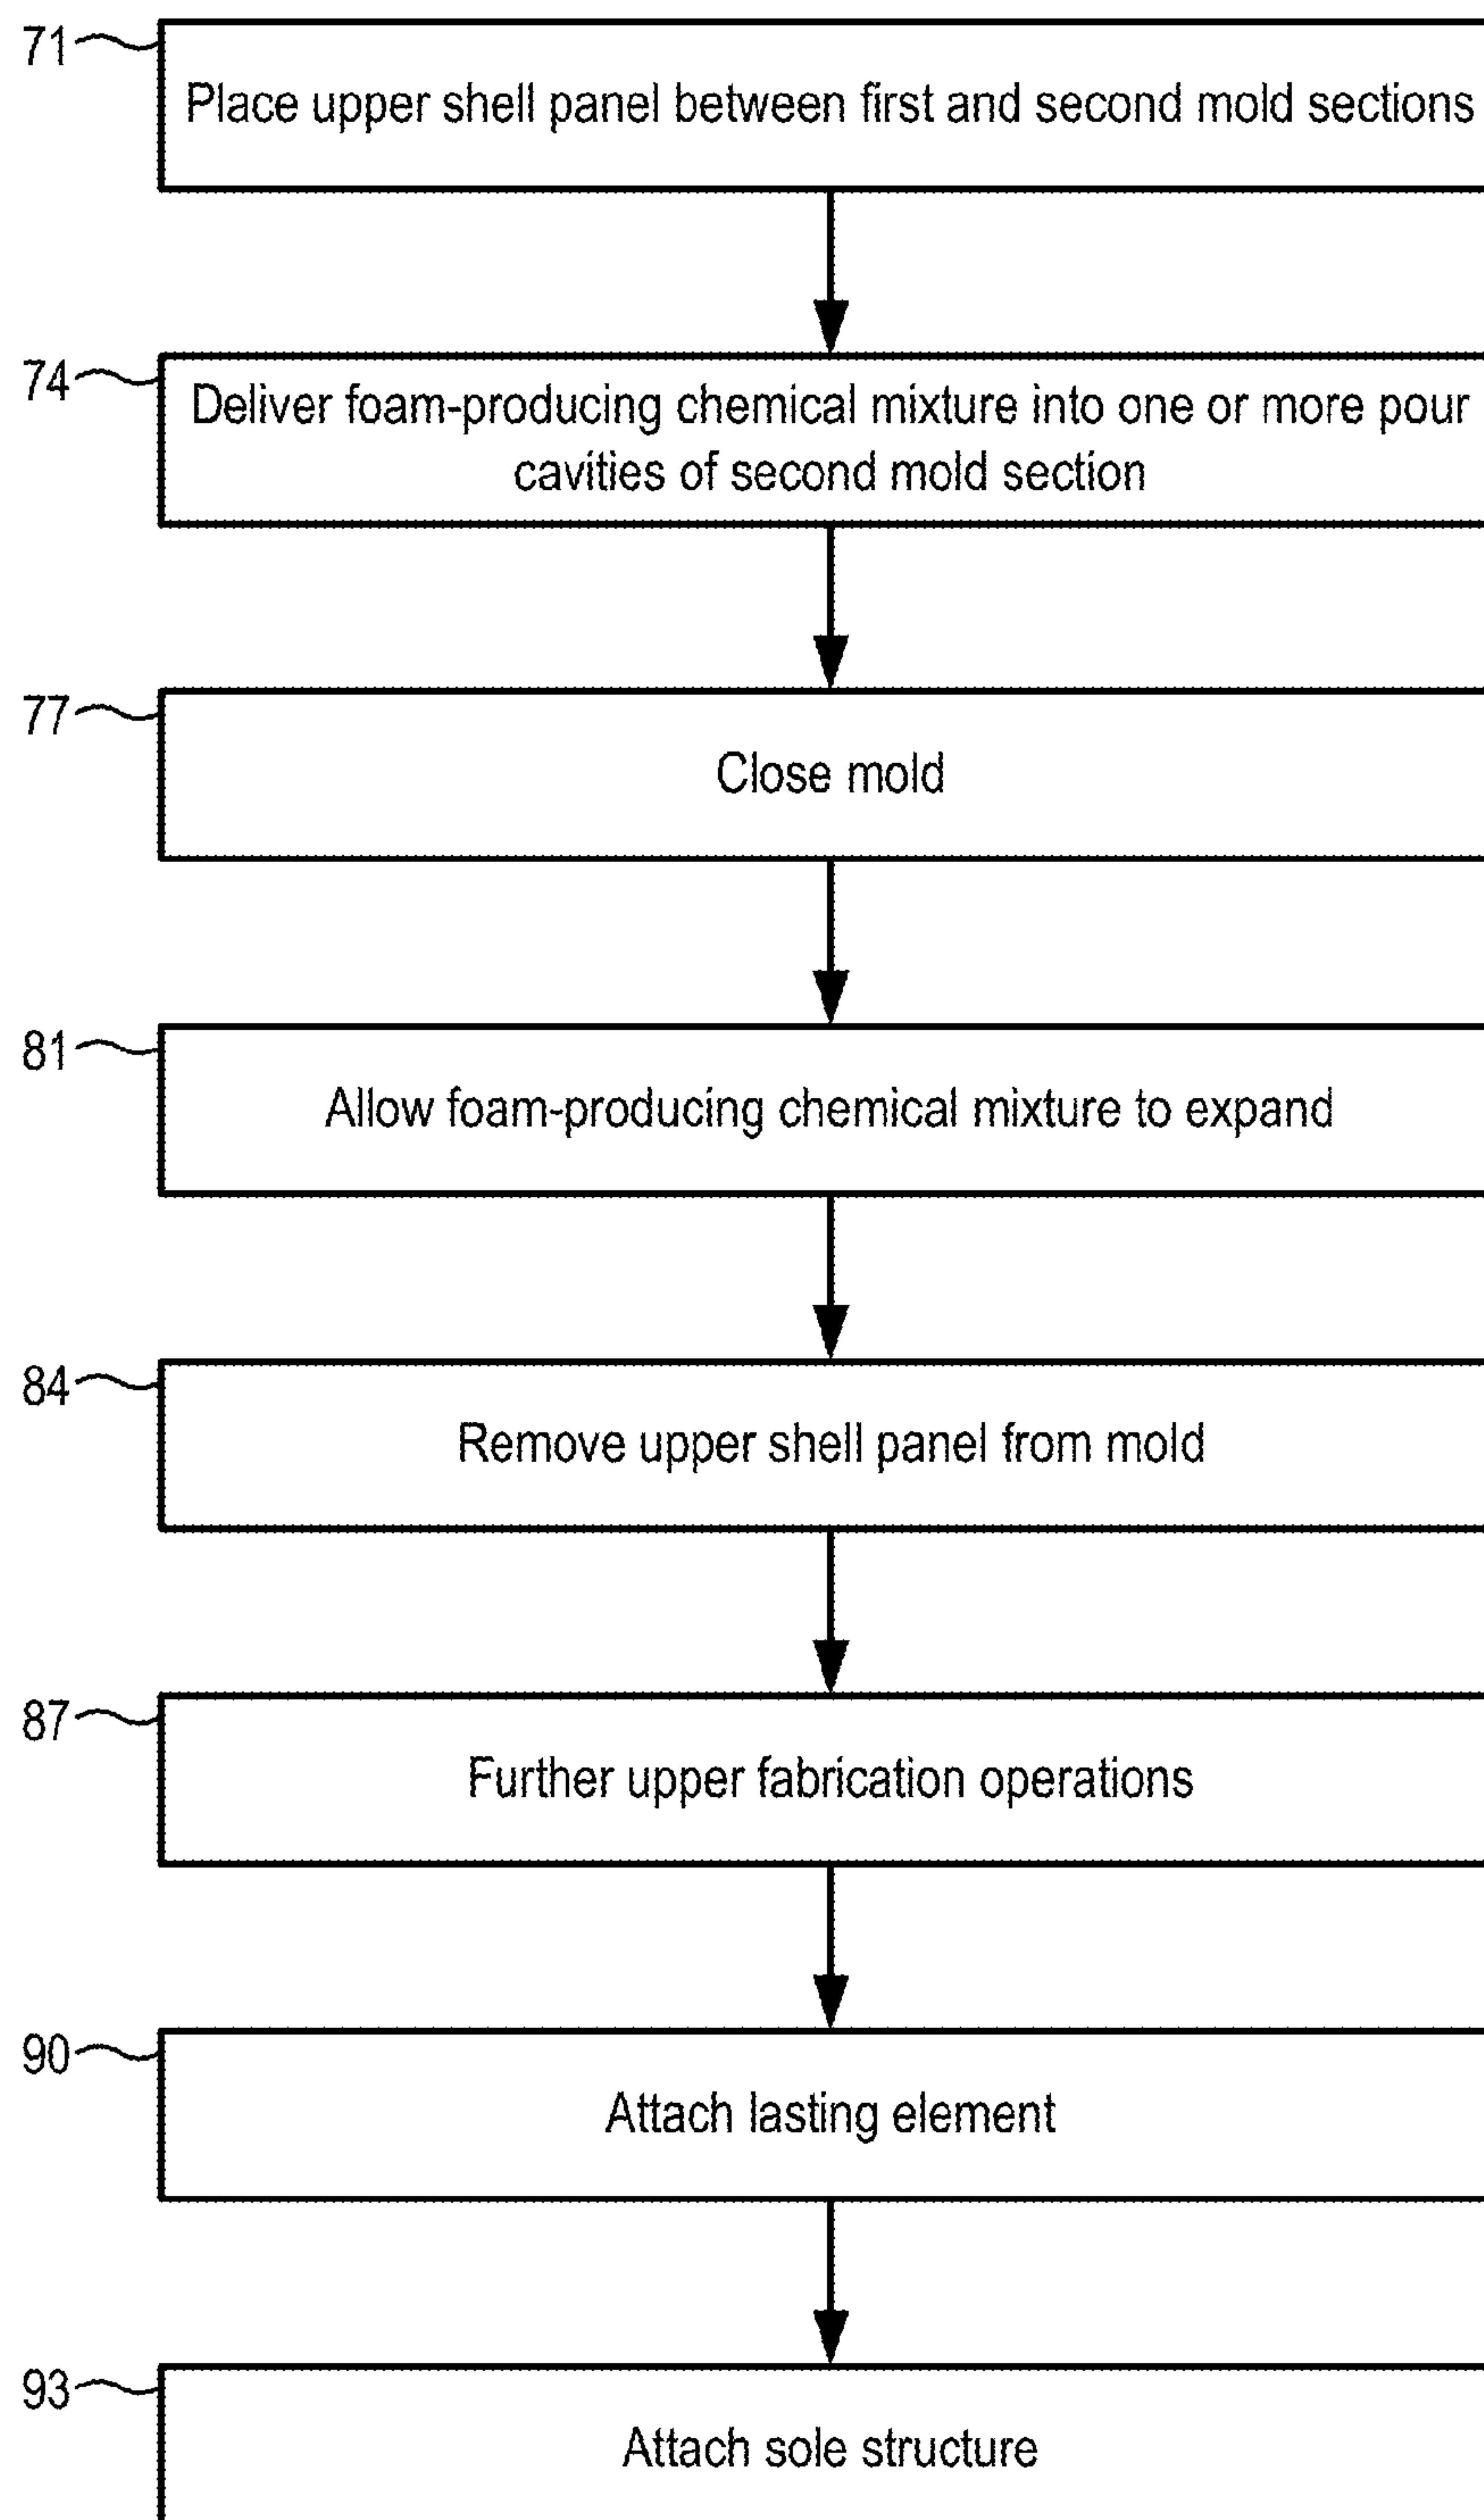 71
Place upper shell panel between first and second mold sections
74
Deliver foam-producing chemical mixture into one or more pour
cavities of second mold section
77
Close mold
81
Allow foam-producing chemical mixture to expand
84
Remove upper shell panel from mold
87
Further upper fabrication operations
90
Attach lasting element
93
Attach sole structure